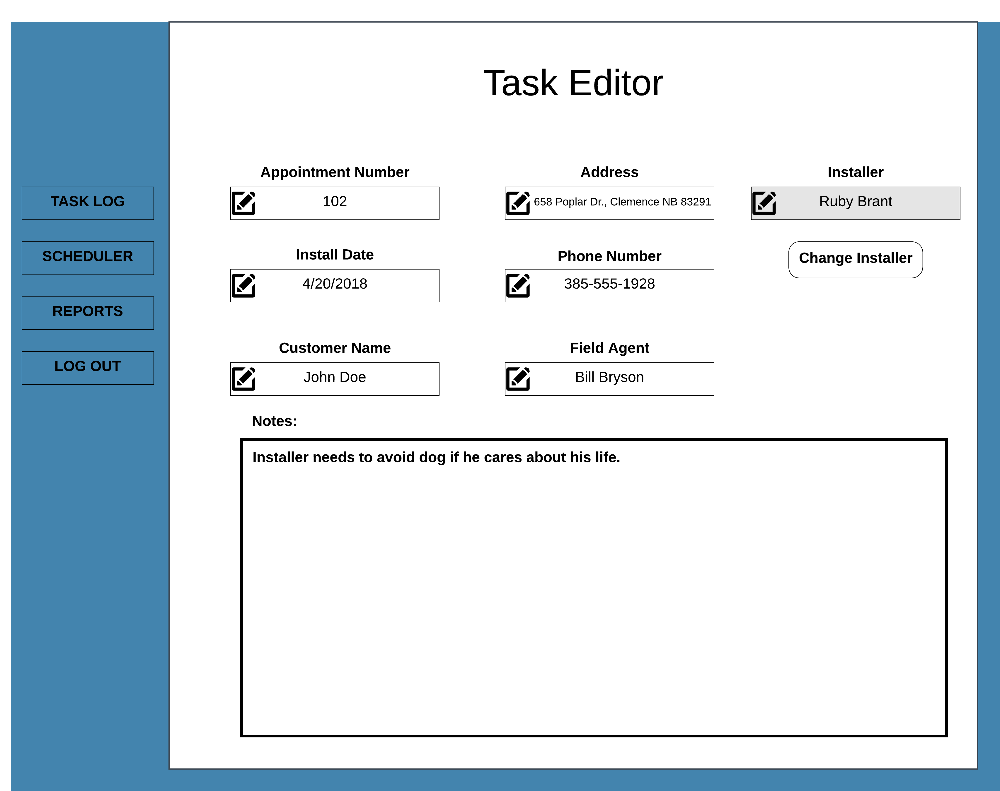 Task Editor
TASK LOG
SCHEDULER
REPORTS
LOG OUT
Appointment Number
102
Address
658 Poplar Dr., Clemence NB 83291
Installer
Ruby Brant
Install Date
4/20/2018
Phone Number
385-555-1928
Change Installer
Customer Name
John Doe
Field Agent
Bill Bryson
Notes:
Installer needs to avoid dog if he cares about his life.